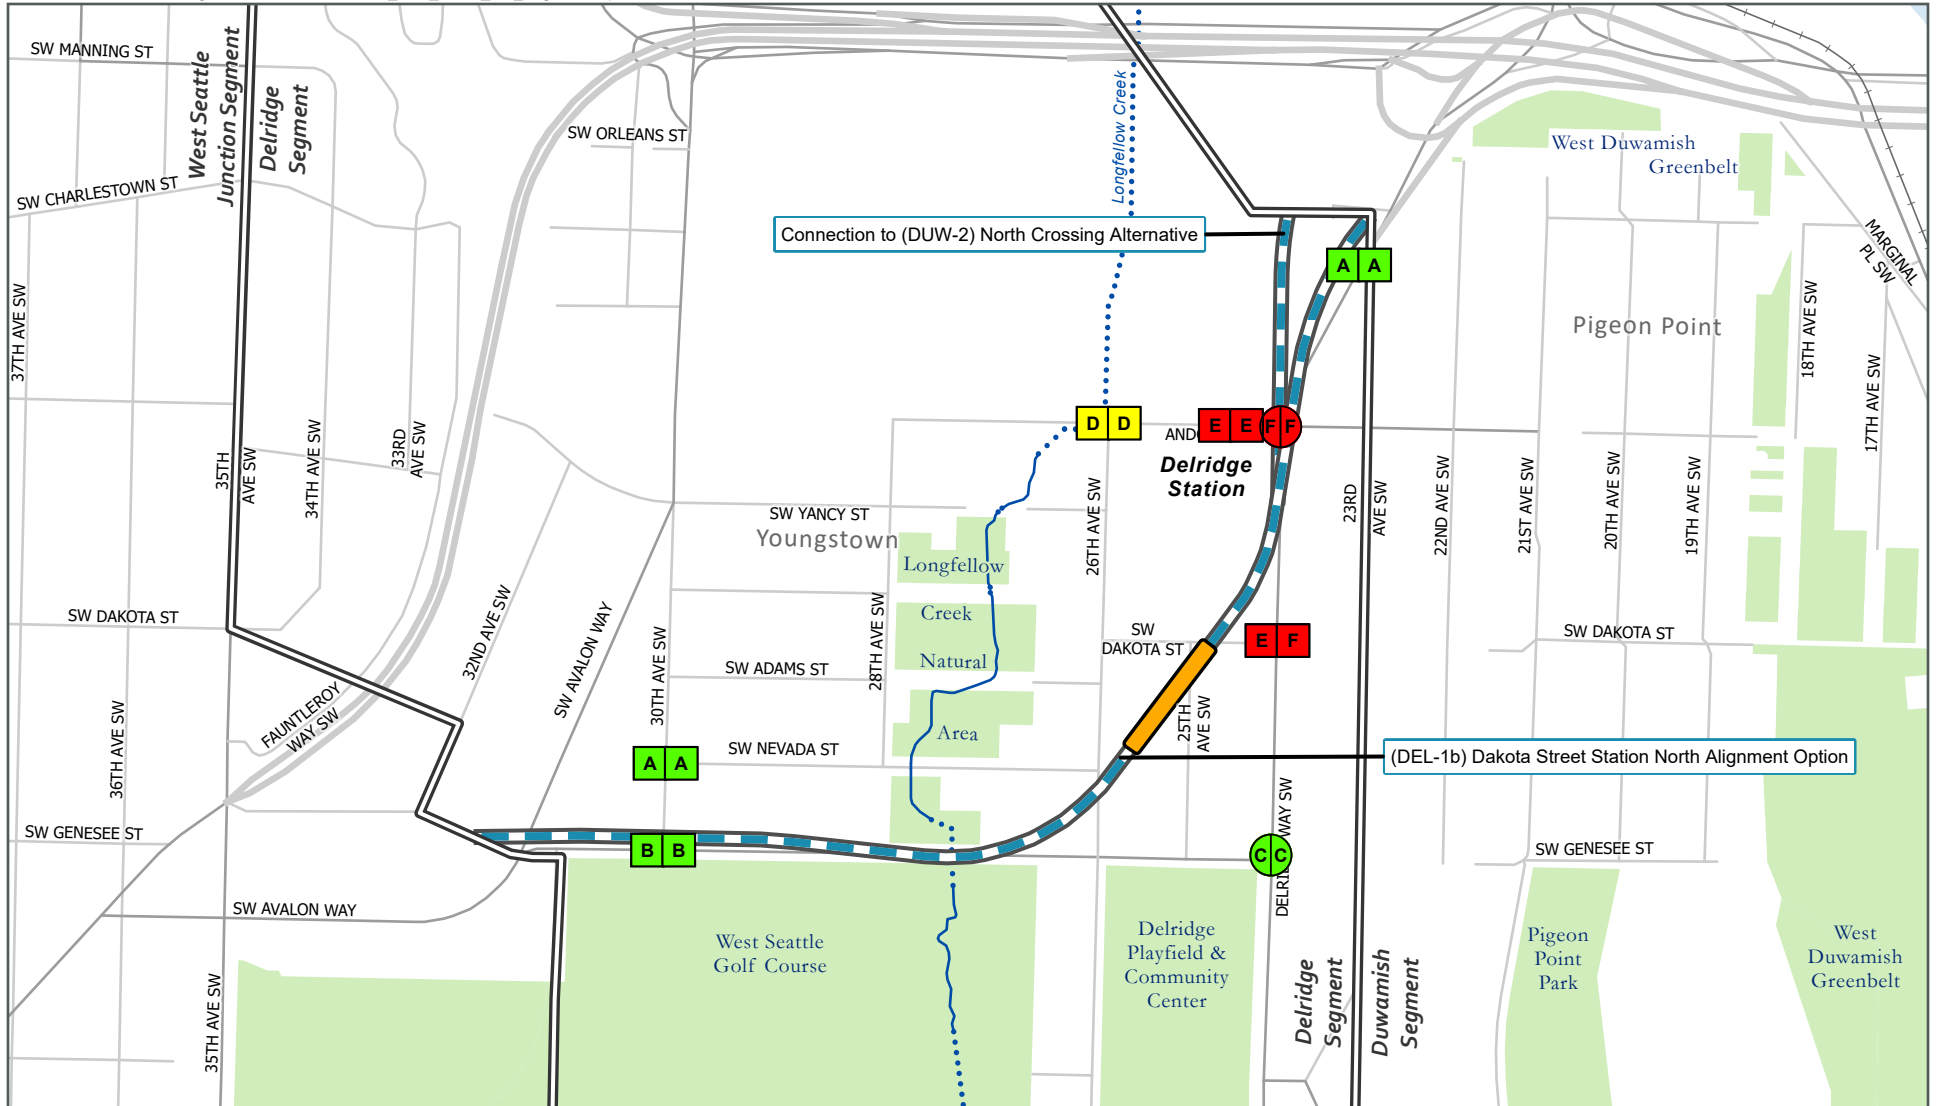 SW MANNING ST
West Seattle
Junction Segment
Delridge
Segment
SW ORLEANS ST
Longfellow Creek
West Duwamish
Greenbelt
SW CHARLESTOWN ST
Connection to (DUW-2) North Crossing Alternative
A A
MARGINAL
PL SW
37TH AVE SW
Pigeon Point
18TH AVE SW
17TH AVE SW
D D
E E
F F
AND
Delridge
Station
35TH
AVE SW
34TH AVE SW
33RD
AVE SW
26TH AVE SW
23RD
AVE SW
22ND AVE SW
21ST AVE SW
20TH AVE SW
19TH AVE SW
SW YANCY ST
Youngstown
Longfellow
Creek
Natural
Area
SW DAKOTA ST
32ND AVE SW
SW AVALON WAY
30TH AVE SW
28TH AVE SW
SW ADAMS ST
SW
DAKOTA ST
E F
SW DAKOTA ST
36TH AVE SW
FAUNTLEROY
WAY SW
A A
SW NEVADA ST
25TH
AVE SW
(DEL-1b) Dakota Street Station North Alignment Option
SW GENESEE ST
B B
C C
DELRI
WAY SW
SW GENESEE ST
SW AVALON WAY
35TH AVE SW
West Seattle
Golf Course
Delridge
Playfield &
Community
Center
Delridge
Segment
Duwamish
Segment
Pigeon
Point
Park
West
Duwamish
Greenbelt